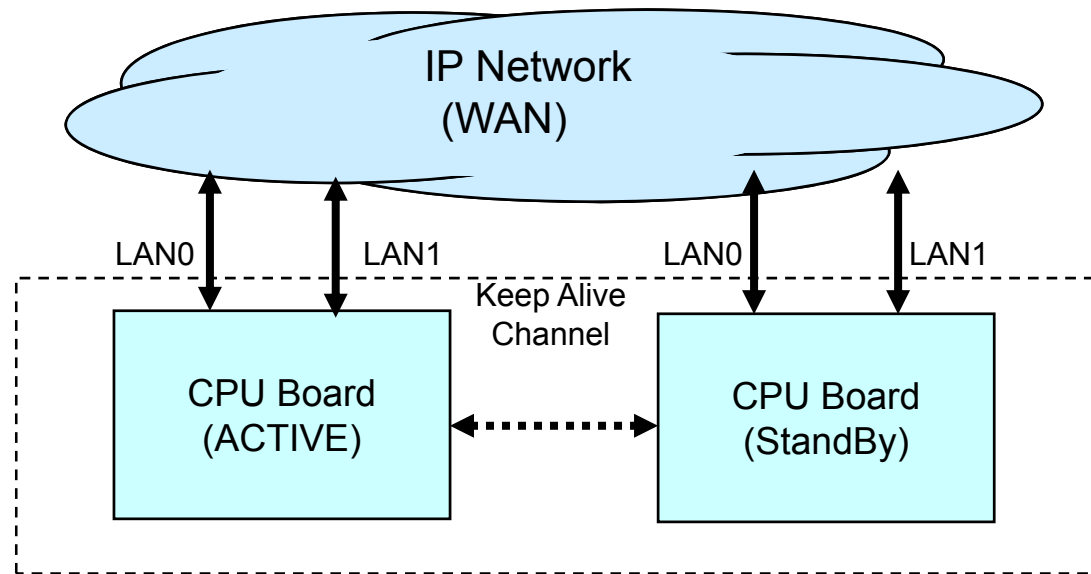 IP Network
(WAN)
LAN0
LAN1
LAN0
LAN1
Keep Alive
Channel
CPU Board
(ACTIVE)
CPU Board
(StandBy)